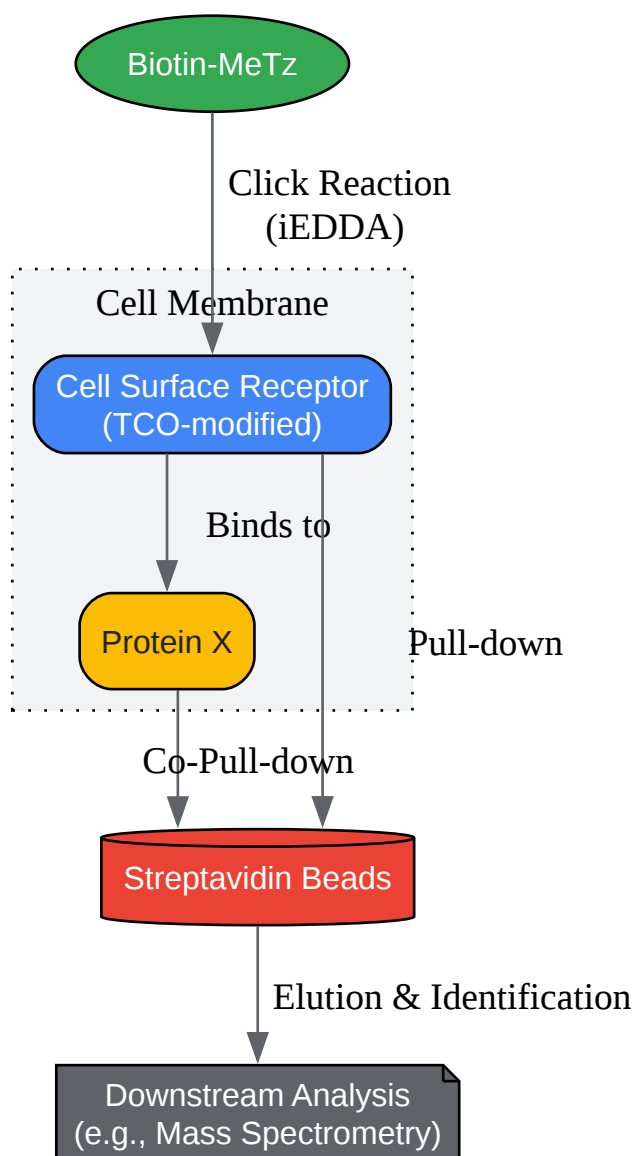 Biotin-MeTz
Click Reaction
(iEDDA)
Cell Membrane
Cell Surface Receptor
(TCO-modified)
Binds to
Protein X
Pull-down
Co-Pull-down
Streptavidin Beads
Elution & Identification
Downstream Analysis
(e.g., Mass Spectrometry)